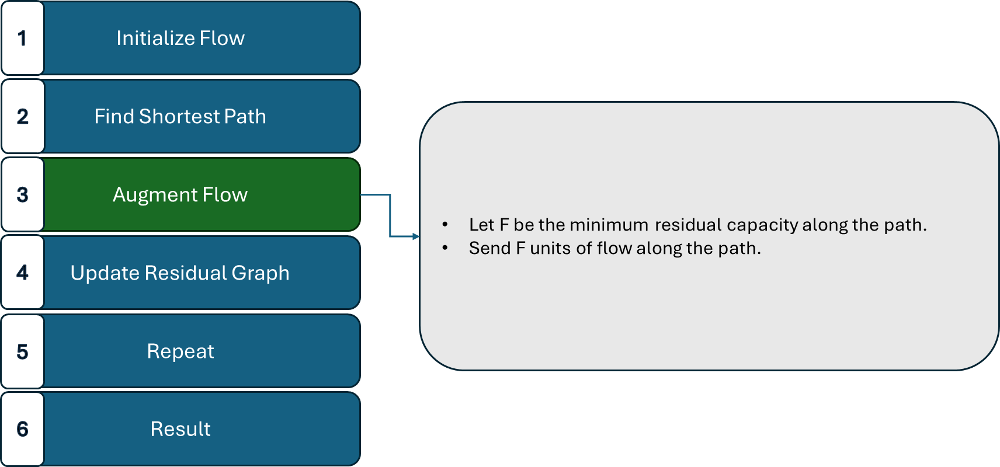 1
Initialize Flow
2
Find Shortest Path
3
Augment Flow
4
Update Residual Graph
5
Repeat
6
Result
• Let F be the minimum residual capacity along the path.
• Send F units of flow along the path.